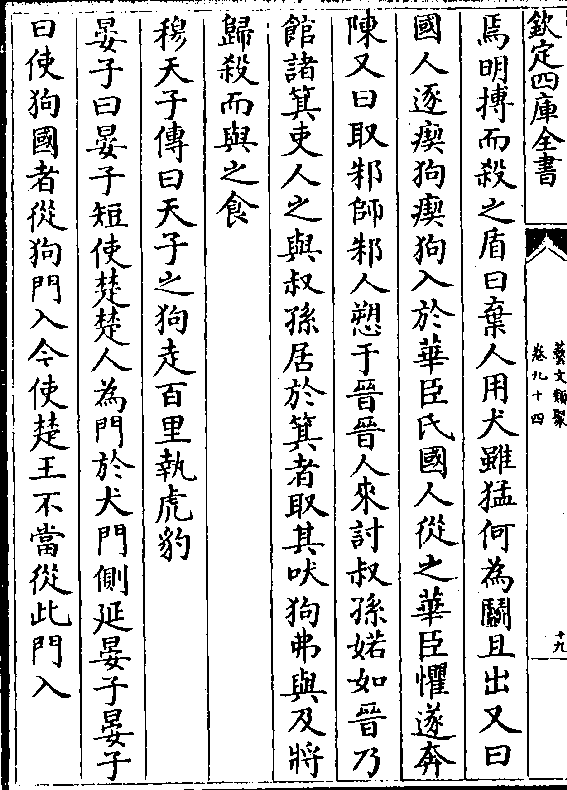 欽定四庫全書
藝文類聚
卷九十四
十九
焉明搏而殺之盾曰棄人用犬雖猛何為鬬且出又曰
國人逐瘈狗瘈狗入於華臣氏國人從之華臣懼遂奔
陳又曰取邾師邾人愬于晉晉人來討叔孫婼如晉乃
館諸箕吏人之與叔孫居於箕者取其吠狗弗與及將
歸殺而與之食
穆天子傳曰天子之狗走百里執虎豹
晏子曰晏子短使楚楚人為門於犬門側延晏子晏子
曰使狗國者從狗門入今使楚王不當從此門入